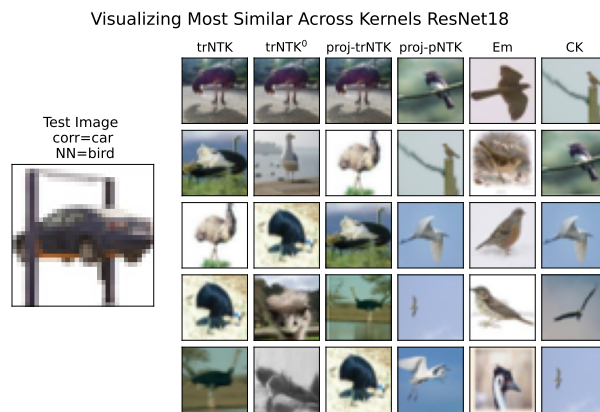 Visualizing Most Similar Across Kernels ResNet18
trNTK trNTK⁰ proj-trNTK proj-pNTK Em CK
Test Image
corr=car
NN=bird